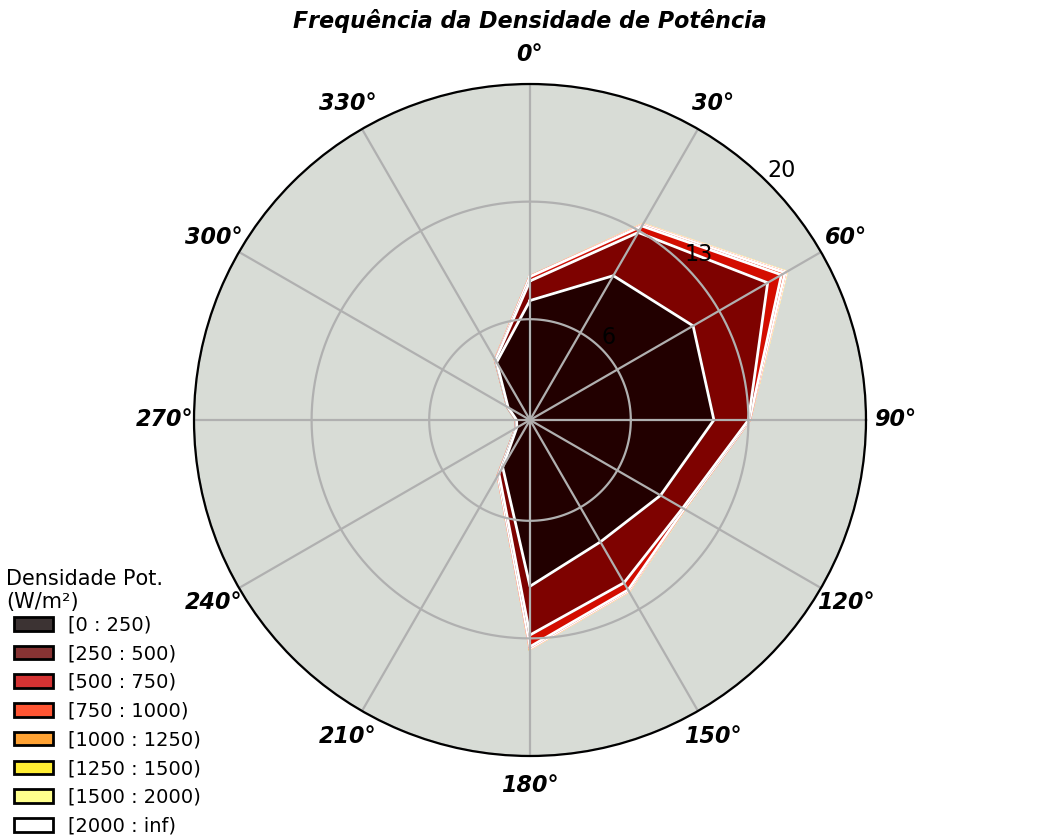 Frequência da Densidade de Potência
0°
330°
30°
20
300°
60°
13
6
270°
90°
240°
120°
210°
150°
180°
Densidade Pot.
(W/m²)
[0 : 250)
[250 : 500)
[500 : 750)
[750 : 1000)
[1000 : 1250)
[1250 : 1500)
[1500 : 2000)
[2000 : inf)